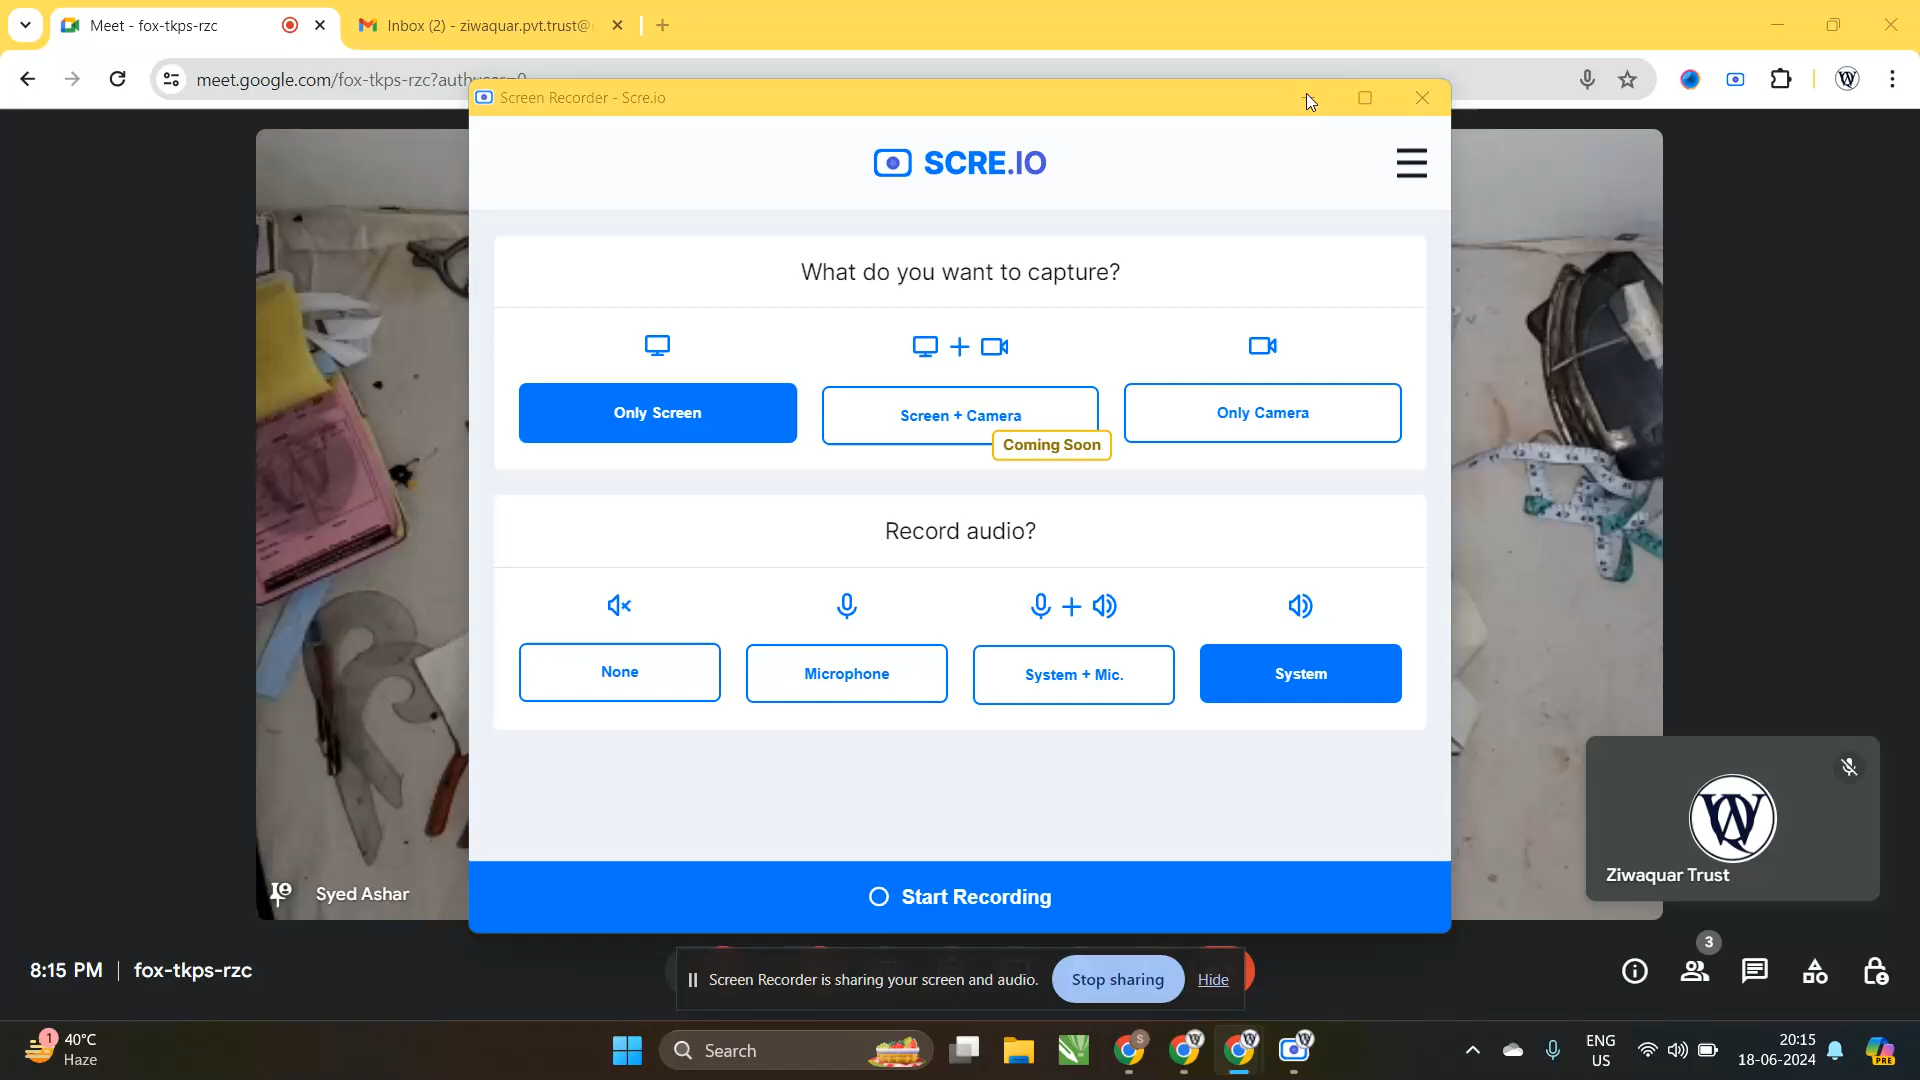 Meet - fox-tkps-rzc
Inbox (2) - ziwaquar.pvt.trust@
meet.google.com/fox-tkps-rzc?authuser=0
Screen Recorder - Scre.io
SCRE.IO
What do you want to capture?
Only Screen
Screen + Camera
Only Camera
Coming Soon
Record audio?
None
Microphone
System + Mic.
System
Start Recording
Syed Ashar
Ziwaquar Trust
8:15 PM
fox-tkps-rzc
Screen Recorder is sharing your screen and audio.
Stop sharing
Hide
3
1
40°C
Haze
Search
S
ENG
US
20:15
18-06-2024
PRE